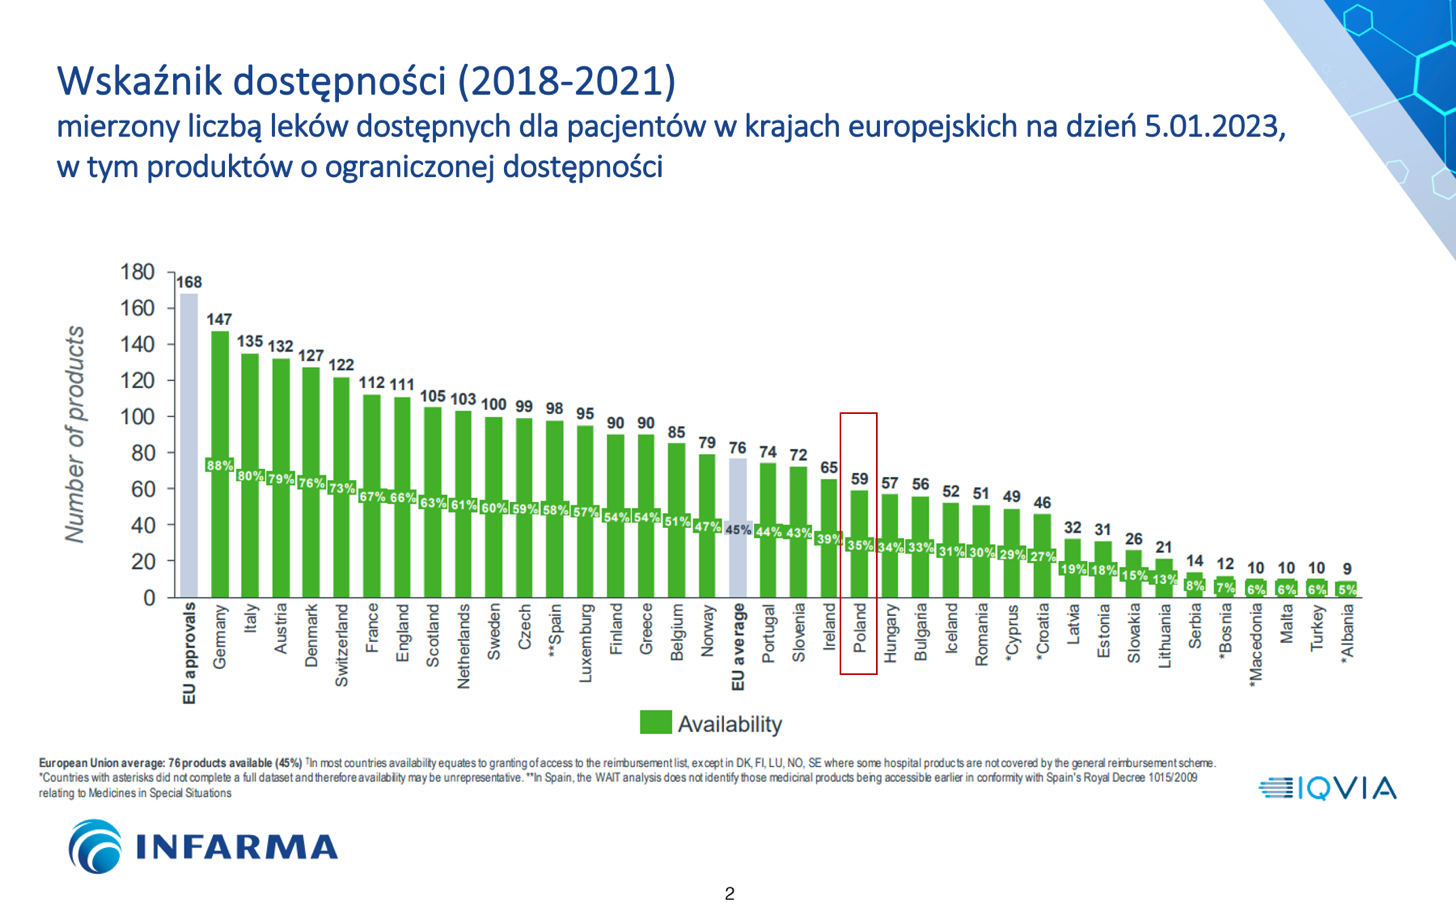 Wskaźnik dostępności (2018-2021)
mierzony liczbą leków dostępnych dla pacjentów w krajach europejskich na dzień 5.01.2023,
w tym produktów o ograniczonej dostępności
Number of products
180
160
140
120
100
80
60
40
20
0
168
147
135
132
127
122
112
111
105
103
100
99
98
95
90
90
85
79
76
74
72
65
59
57
56
52
51
49
46
32
31
26
21
14
12
10
10
10
9
88%
80%
79%
76%
73%
67%
66%
63%
61%
60%
59%
58%
57%
54%
54%
51%
47%
45%
44%
43%
39%
35%
34%
33%
31%
30%
29%
27%
19%
18%
15%
13%
8%
7%
6%
6%
6%
5%
EU approvals
Germany
Italy
Austria
Denmark
Switzerland
France
England
Scotland
Netherlands
Sweden
Czech
**Spain
Luxemburg
Finland
Greece
Belgium
Norway
EU average
Portugal
Slovenia
Ireland
Poland
Hungary
Bulgaria
Iceland
Romania
*Cyprus
*Croatia
Latvia
Estonia
Slovakia
Lithuania
Serbia
*Bosnia
*Macedonia
Malta
Turkey
*Albania
Availability
European Union average: 76 products available (45%) †In most countries availability equates to granting of access to the reimbursement list, except in DK, FI, LU, NO, SE where some hospital products are not covered by the general reimbursement scheme.
*Countries with asterisks did not complete a full dataset and therefore availability may be unrepresentative. **In Spain, the WAIT analysis does not identify those medicinal products being accessible earlier in conformity with Spain's Royal Decree 1015/2009
relating to Medicines in Special Situations
IQVIA
INFARMA
2